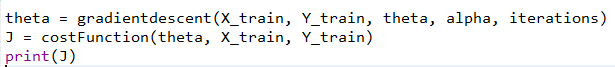 theta = gradientdescent(X_train, Y_train, theta, alpha, iterations)
J = costFunction(theta, X_train, Y_train)
print(J)